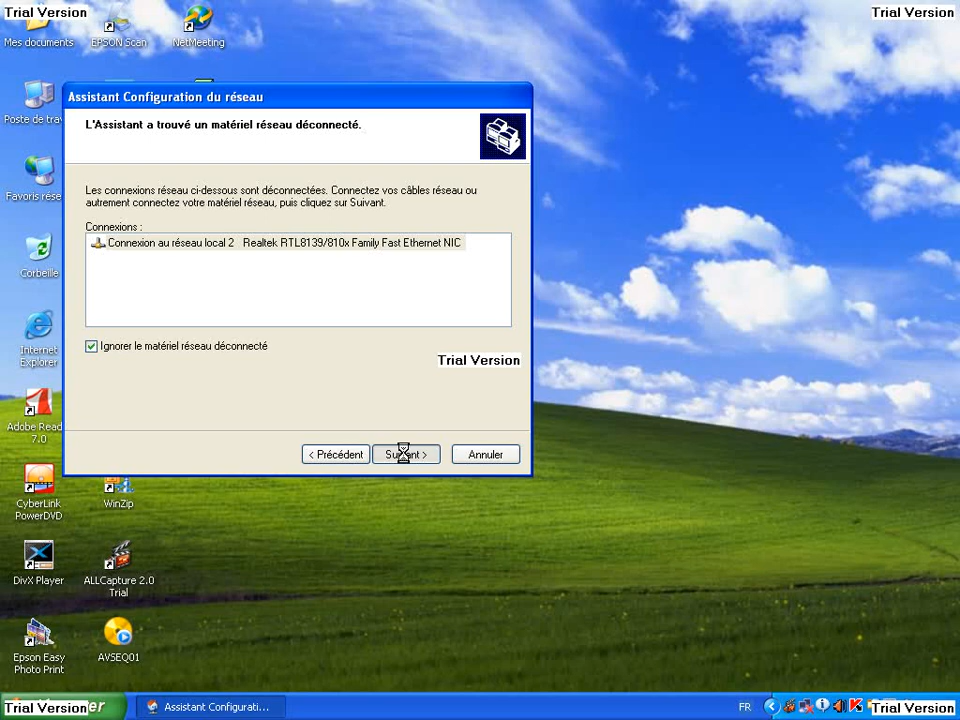 Trial Version
Trial Version
Mes documents
EPSON Scan
NetMeeting
Poste de trav
Favoris rése
Corbeille
Internet
Explorer
Adobe Read
7.0
CyberLink
PowerDVD
WinZip
DivX Player
ALLCapture 2.0
Trial
Epson Easy
Photo Print
AVSEQ01
Assistant Configuration du réseau
L'Assistant a trouvé un matériel réseau déconnecté.
Les connexions réseau ci-dessous sont déconnectées. Connectez vos câbles réseau ou
autrement connectez votre matériel réseau, puis cliquez sur Suivant.
Connexions :
Connexion au réseau local 2 Realtek RTL8139/810x Family Fast Ethernet NIC
Ignorer le matériel réseau déconnecté
Trial Version
< Précédent
Suivant >
Annuler
Trial Version
Assistant Configurati...
FR
Trial Version